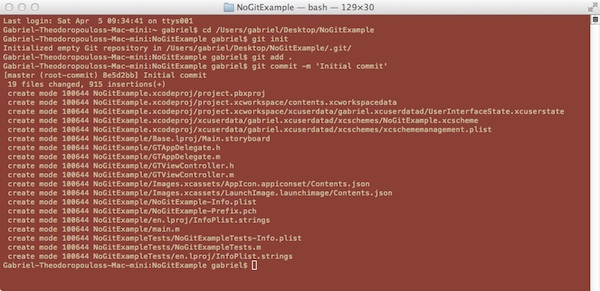 NoGitExample — bash — 129×30
Last login: Sat Apr  5 09:34:41 on ttys001
Gabriel-Theodoropouloss-Mac-mini:~ gabriel$ cd /Users/gabriel/Desktop/NoGitExample
Gabriel-Theodoropouloss-Mac-mini:NoGitExample gabriel$ git init
Initialized empty Git repository in /Users/gabriel/Desktop/NoGitExample/.git/
Gabriel-Theodoropouloss-Mac-mini:NoGitExample gabriel$ git add .
Gabriel-Theodoropouloss-Mac-mini:NoGitExample gabriel$ git commit -m 'Initial commit'
[master (root-commit) 8e5d2bb] Initial commit
 19 files changed, 915 insertions(+)
 create mode 100644 NoGitExample.xcodeproj/project.pbxproj
 create mode 100644 NoGitExample.xcodeproj/project.xcworkspace/contents.xcworkspacedata
 create mode 100644 NoGitExample.xcodeproj/project.xcworkspace/xcuserdata/gabriel.xcuserdatad/UserInterfaceState.xcuserstate
 create mode 100644 NoGitExample.xcodeproj/xcuserdata/gabriel.xcuserdatad/xcschemes/NoGitExample.xcscheme
 create mode 100644 NoGitExample.xcodeproj/xcuserdata/gabriel.xcuserdatad/xcschemes/xcschememanagement.plist
 create mode 100644 NoGitExample/Base.lproj/Main.storyboard
 create mode 100644 NoGitExample/GTAppDelegate.h
 create mode 100644 NoGitExample/GTAppDelegate.m
 create mode 100644 NoGitExample/GTViewController.h
 create mode 100644 NoGitExample/GTViewController.m
 create mode 100644 NoGitExample/Images.xcassets/AppIcon.appiconset/Contents.json
 create mode 100644 NoGitExample/Images.xcassets/LaunchImage.launchimage/Contents.json
 create mode 100644 NoGitExample/NoGitExample-Info.plist
 create mode 100644 NoGitExample/NoGitExample-Prefix.pch
 create mode 100644 NoGitExample/en.lproj/InfoPlist.strings
 create mode 100644 NoGitExample/main.m
 create mode 100644 NoGitExampleTests/NoGitExampleTests-Info.plist
 create mode 100644 NoGitExampleTests/NoGitExampleTests.m
 create mode 100644 NoGitExampleTests/en.lproj/InfoPlist.strings
Gabriel-Theodoropouloss-Mac-mini:NoGitExample gabriel$